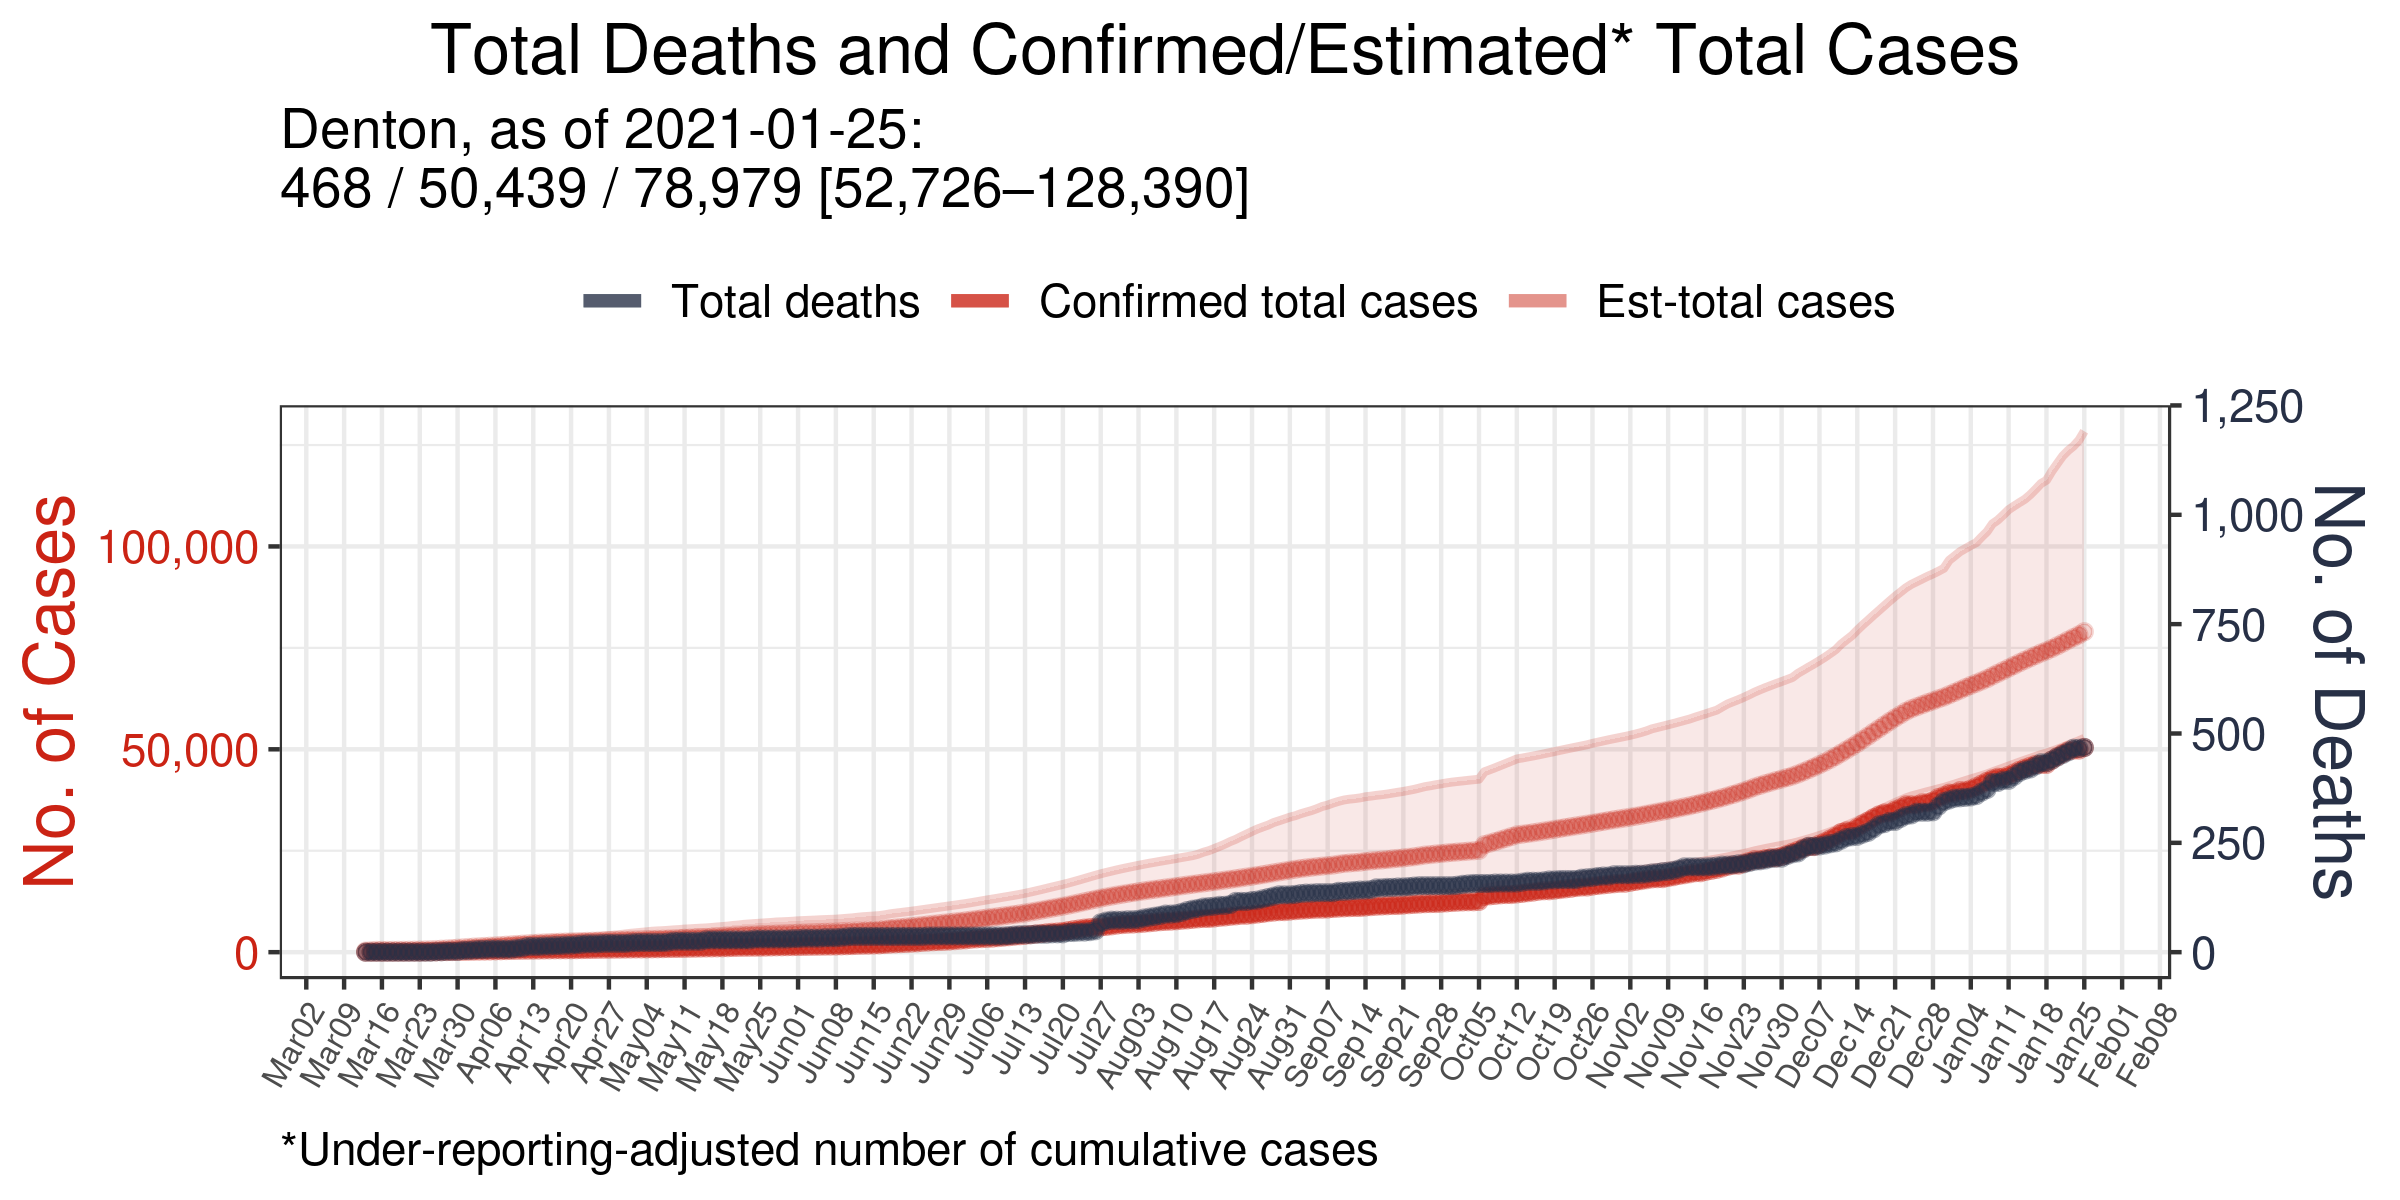 Total Deaths and Confirmed/Estimated* Total Cases
Denton, as of 2021-01-25:
468 / 50,439 / 78,979 [52,726–128,390]
Total deaths
Confirmed total cases
Est-total cases
No. of Cases
100,000
50,000
0
1,250
1,000
750
500
250
0
No. of Deaths
Mar02
Mar09
Mar16
Mar23
Mar30
Apr06
Apr13
Apr20
Apr27
May04
May11
May18
May25
Jun01
Jun08
Jun15
Jun22
Jun29
Jul06
Jul13
Jul20
Jul27
Aug03
Aug10
Aug17
Aug24
Aug31
Sep07
Sep14
Sep21
Sep28
Oct05
Oct12
Oct19
Oct26
Nov02
Nov09
Nov16
Nov23
Nov30
Dec07
Dec14
Dec21
Dec28
Jan04
Jan11
Jan18
Jan25
Feb01
Feb08
*Under-reporting-adjusted number of cumulative cases